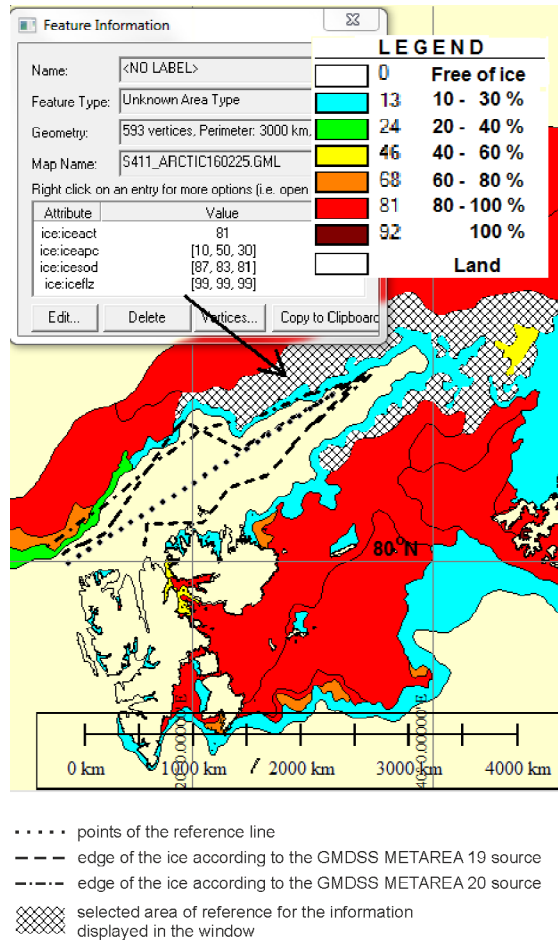 Feature Information
Name: <NO LABEL>
Feature Type: Unknown Area Type
Geometry: 593 vertices, Perimeter: 3000 km,
Map Name: S411_ARCTIC160225.GML
Right click on an entry for more options (i.e. open
Attribute Value
ice:iceact 81
ice:iceapc [10, 50, 30]
ice:icesod [87, 83, 81]
ice:iceflz [99, 99, 99]
Edit... Delete Vertices... Copy to Clipboard
LEGEND
0 Free of ice
13 10 - 30 %
24 20 - 40 %
46 40 - 60 %
68 60 - 80 %
81 80 - 100 %
92 100 %
Land
80°N
0 km 1000 km 2000 km 3000 km 4000 km
points of the reference line
edge of the ice according to the GMDSS METAREA 19 source
edge of the ice according to the GMDSS METAREA 20 source
selected area of reference for the information
displayed in the window